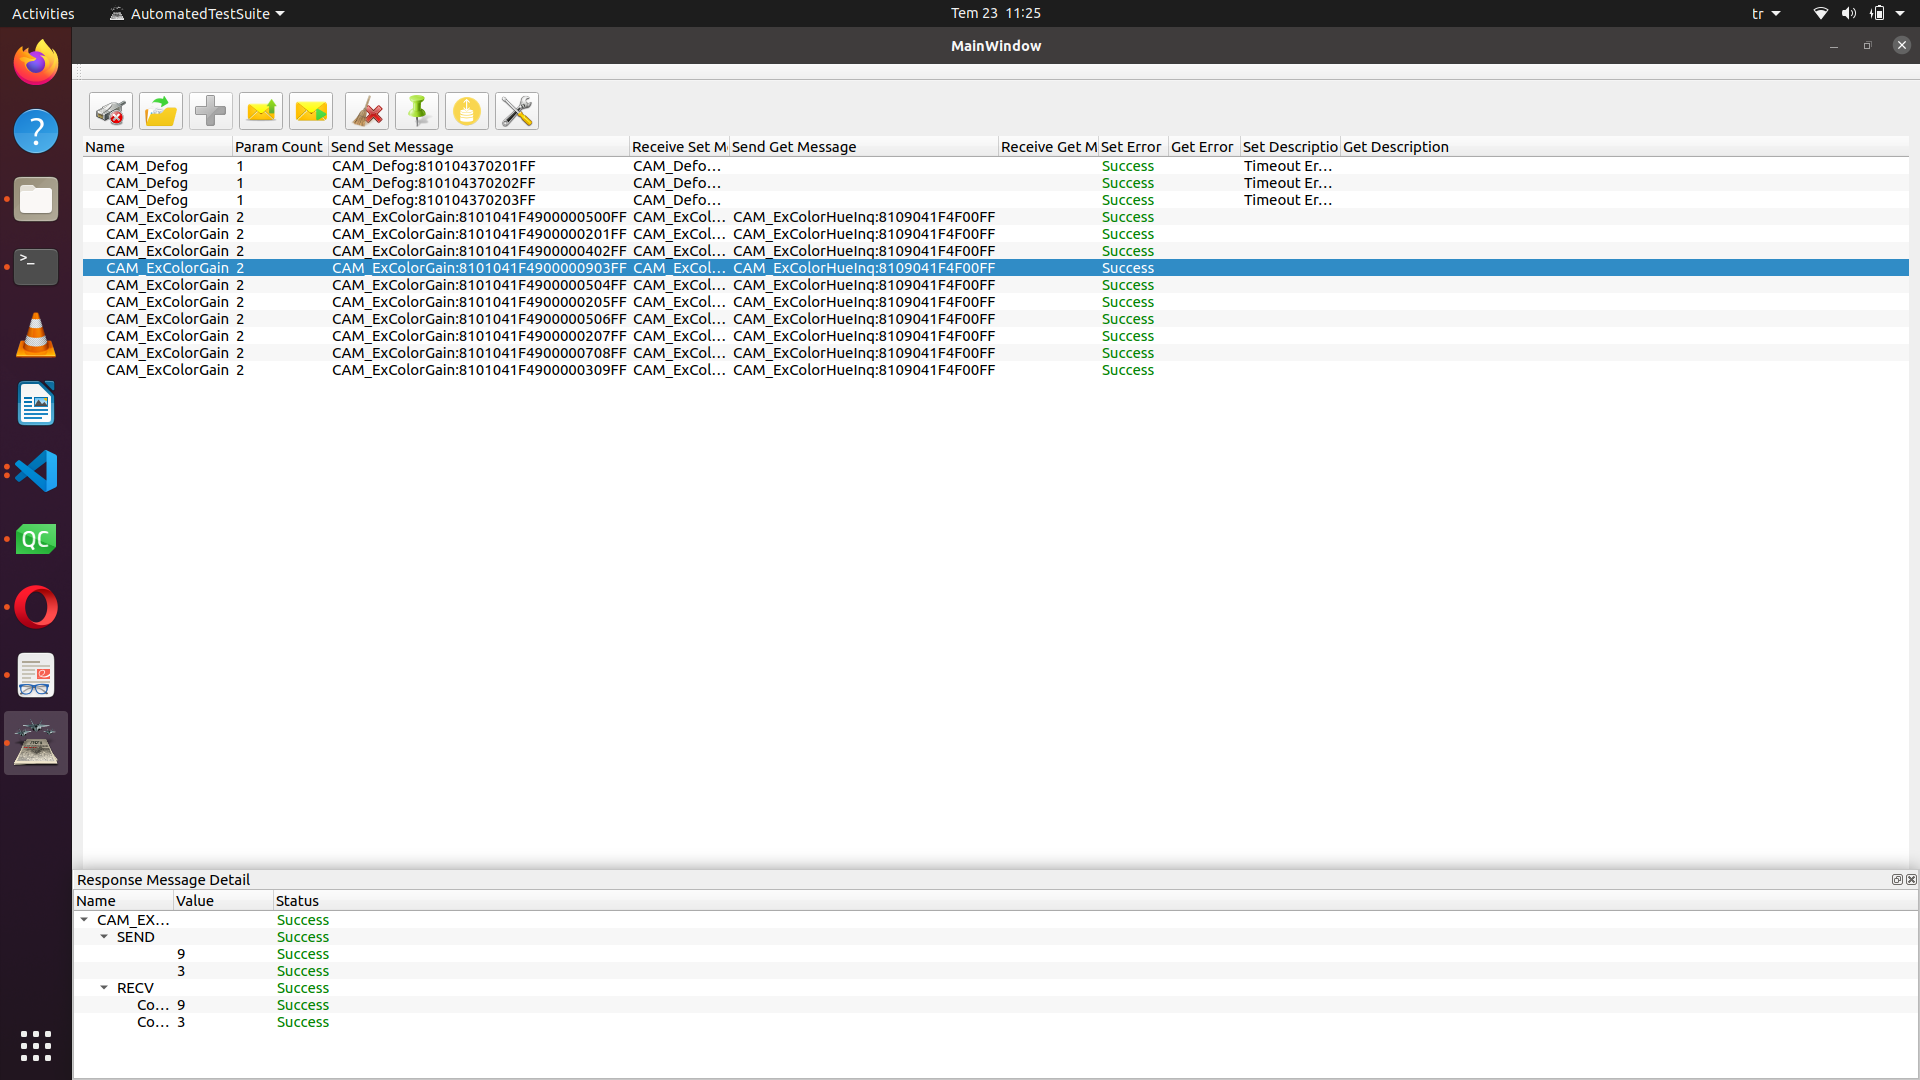 Activities AutomatedTestSuite Tem 23 11:25 tr
MainWindow
Name Param Count Send Set Message Receive Set M Send Get Message Receive Get M Set Error Get Error Set Descriptio Get Description
CAM_Defog 1 CAM_Defog:810104370201FF CAM_Defo... Success Timeout Er...
CAM_Defog 1 CAM_Defog:810104370202FF CAM_Defo... Success Timeout Er...
CAM_Defog 1 CAM_Defog:810104370203FF CAM_Defo... Success Timeout Er...
CAM_ExColorGain 2 CAM_ExColorGain:8101041F4900000500FF CAM_ExCol... CAM_ExColorHueInq:8109041F4F00FF Success
CAM_ExColorGain 2 CAM_ExColorGain:8101041F4900000201FF CAM_ExCol... CAM_ExColorHueInq:8109041F4F00FF Success
CAM_ExColorGain 2 CAM_ExColorGain:8101041F4900000402FF CAM_ExCol... CAM_ExColorHueInq:8109041F4F00FF Success
CAM_ExColorGain 2 CAM_ExColorGain:8101041F4900000903FF CAM_ExCol... CAM_ExColorHueInq:8109041F4F00FF Success
CAM_ExColorGain 2 CAM_ExColorGain:8101041F4900000504FF CAM_ExCol... CAM_ExColorHueInq:8109041F4F00FF Success
CAM_ExColorGain 2 CAM_ExColorGain:8101041F4900000205FF CAM_ExCol... CAM_ExColorHueInq:8109041F4F00FF Success
CAM_ExColorGain 2 CAM_ExColorGain:8101041F4900000506FF CAM_ExCol... CAM_ExColorHueInq:8109041F4F00FF Success
CAM_ExColorGain 2 CAM_ExColorGain:8101041F4900000207FF CAM_ExCol... CAM_ExColorHueInq:8109041F4F00FF Success
CAM_ExColorGain 2 CAM_ExColorGain:8101041F4900000708FF CAM_ExCol... CAM_ExColorHueInq:8109041F4F00FF Success
CAM_ExColorGain 2 CAM_ExColorGain:8101041F4900000309FF CAM_ExCol... CAM_ExColorHueInq:8109041F4F00FF Success
QC
Response Message Detail
Name Value Status
CAM_EX... Success
SEND Success
9 Success
3 Success
RECV Success
Co... 9 Success
Co... 3 Success